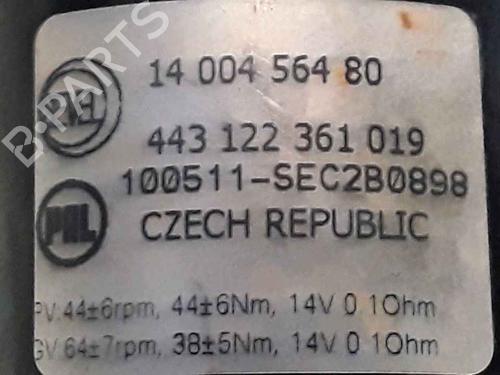 14 004 564 80
443 122 361 019
100511-SEC2B0898
PAL
CZECH REPUBLIC
PV:44±6rpm, 44±6Nm, 14V 0 1Ohm
GV:64±7rpm, 38±5Nm, 14V 0 1Ohm
B-PARTS